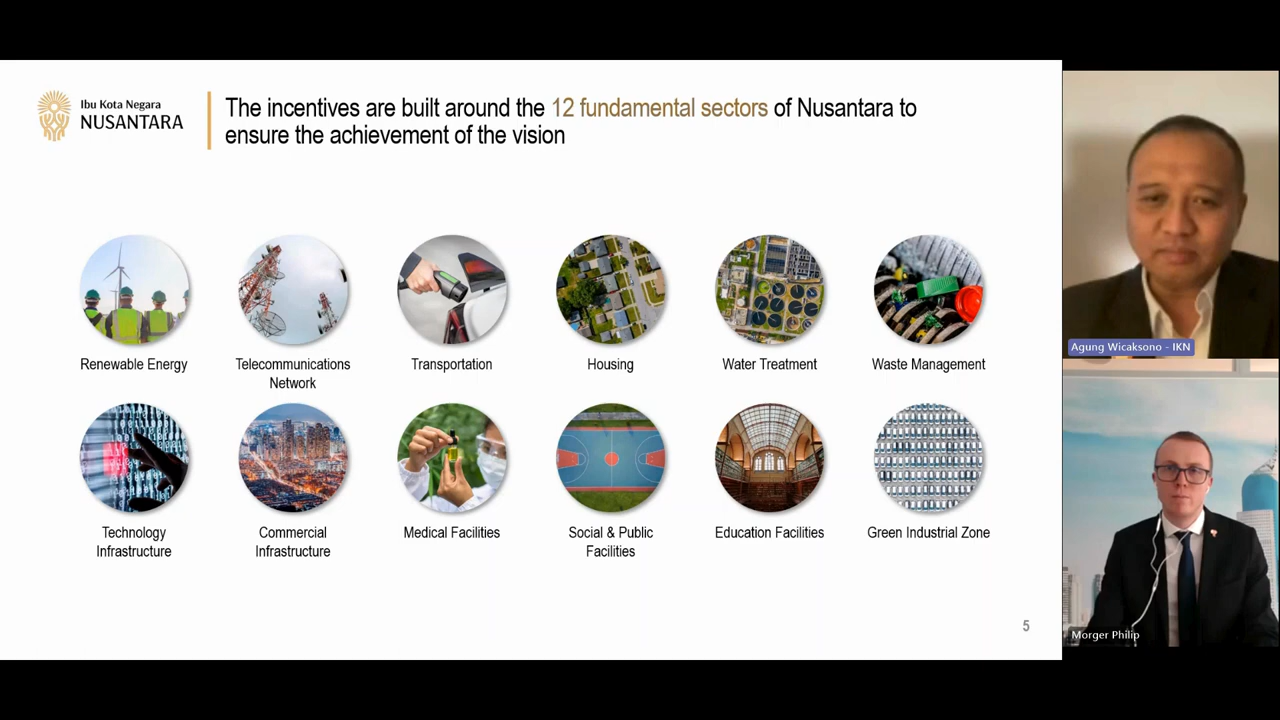 Ibu Kota Negara
NUSANTARA
The incentives are built around the 12 fundamental sectors of Nusantara to
ensure the achievement of the vision
Renewable Energy
Telecommunications
Network
Transportation
Housing
Water Treatment
Waste Management
Technology
Infrastructure
Commercial
Infrastructure
Medical Facilities
Social & Public
Facilities
Education Facilities
Green Industrial Zone
5
Agung Wicaksono - IKN
Morger Philip